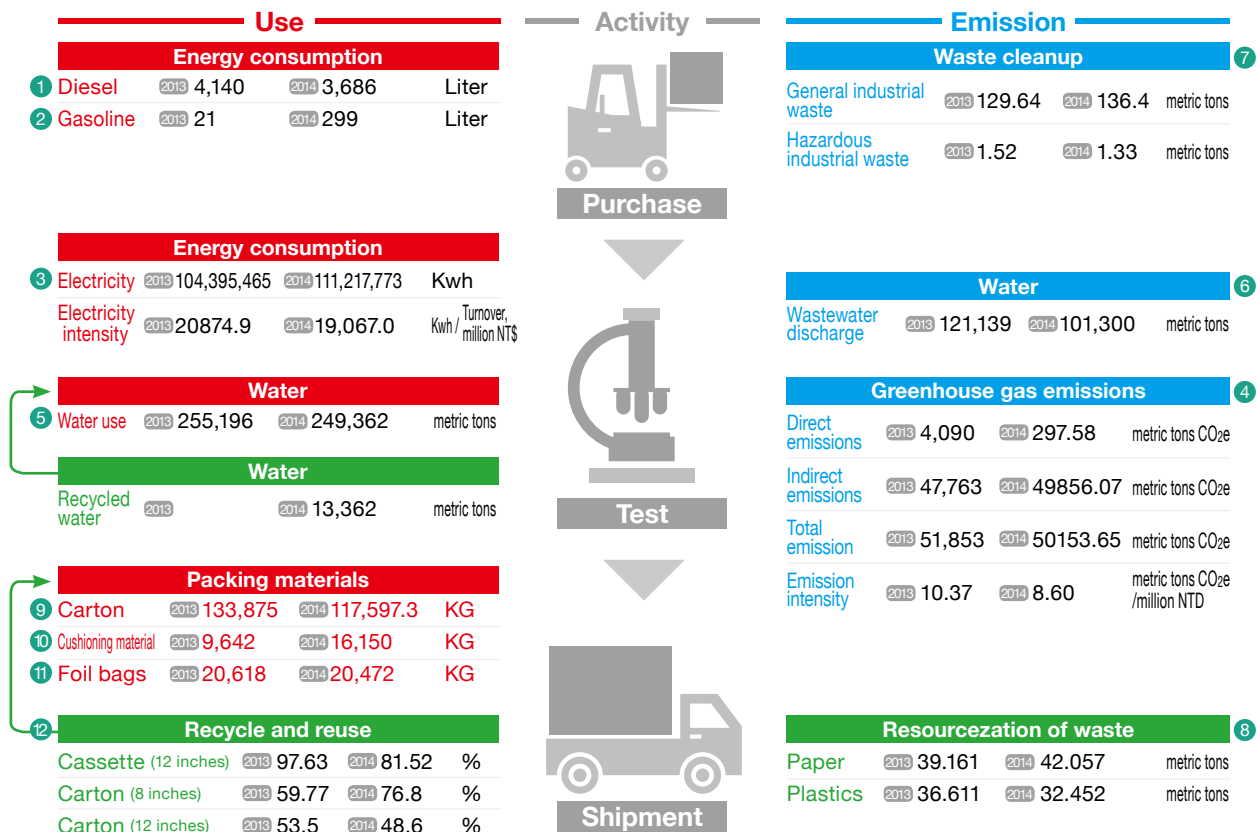 Use
Activity
Emission
Energy consumption
1 Diesel 2013 4,140 2014 3,686 Liter
2 Gasoline 2013 21 2014 299 Liter
Purchase
Waste cleanup 7
General industrial
waste 2013 129.64 2014 136.4 metric tons
Hazardous
industrial waste 2013 1.52 2014 1.33 metric tons
Energy consumption
3 Electricity 2013 104,395,465 2014 111,217,773 Kwh
Electricity
intensity 2013 20874.9 2014 19,067.0 Kwh / Turnover,
million NT$
Water 6
Wastewater
discharge 2013 121,139 2014 101,300 metric tons
Water
5 Water use 2013 255,196 2014 249,362 metric tons
Water
Recycled
water 2013 2014 13,362 metric tons
Test
Greenhouse gas emissions 4
Direct
emissions 2013 4,090 2014 297.58 metric tons CO2e
Indirect
emissions 2013 47,763 2014 49856.07 metric tons CO2e
Total
emission 2013 51,853 2014 50153.65 metric tons CO2e
Emission
intensity 2013 10.37 2014 8.60 metric tons CO2e
/million NTD
Packing materials
9 Carton 2013 133,875 2014 117,597.3 KG
10 Cushioning material 2013 9,642 2014 16,150 KG
11 Foil bags 2013 20,618 2014 20,472 KG
12 Recycle and reuse
Cassette (12 inches) 2013 97.63 2014 81.52 %
Carton (8 inches) 2013 59.77 2014 76.8 %
Carton (12 inches) 2013 53.5 2014 48.6 %
Shipment
Resourcezation of waste 8
Paper 2013 39.161 2014 42.057 metric tons
Plastics 2013 36.611 2014 32.452 metric tons